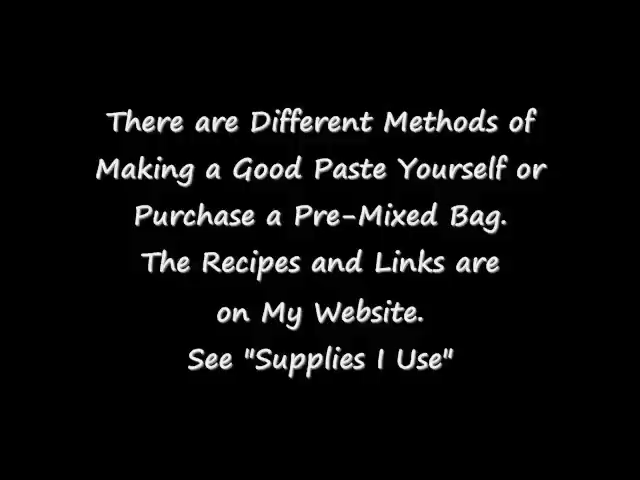 There are Different Methods of
Making a Good Paste Yourself or
Purchase a Pre-Mixed Bag.
The Recipes and Links are
on My Website.
See "Supplies I Use"